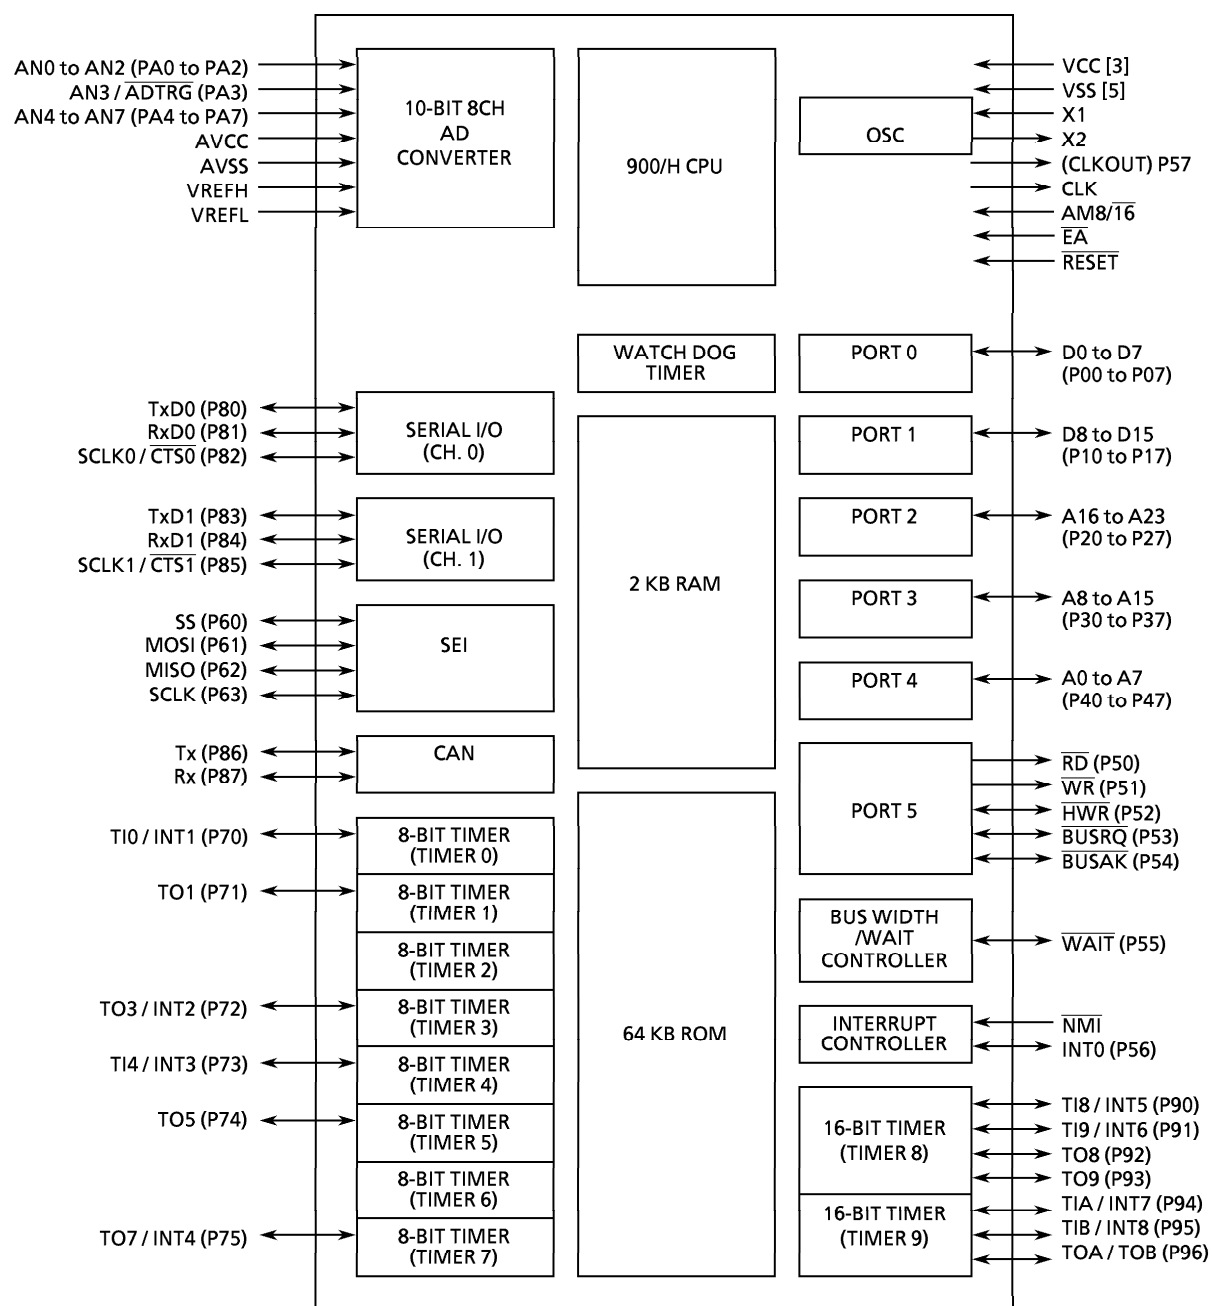 AN0 to AN2 (PA0 to PA2)
AN3 / ADTRG (PA3)
AN4 to AN7 (PA4 to PA7)
AVCC
AVSS
VREFH
VREFL
10-BIT 8CH
AD
CONVERTER
900/H CPU
OSC
VCC [3]
VSS [5]
X1
X2
(CLKOUT) P57
CLK
AM8/16
EA
RESET
WATCH DOG
TIMER
PORT 0
D0 to D7
(P00 to P07)
TxD0 (P80)
RxD0 (P81)
SCLK0 / CTS0 (P82)
SERIAL I/O
(CH. 0)
PORT 1
D8 to D15
(P10 to P17)
TxD1 (P83)
RxD1 (P84)
SCLK1 / CTS1 (P85)
SERIAL I/O
(CH. 1)
2 KB RAM
PORT 2
A16 to A23
(P20 to P27)
SS (P60)
MOSI (P61)
MISO (P62)
SCLK (P63)
SEI
PORT 3
A8 to A15
(P30 to P37)
PORT 4
A0 to A7
(P40 to P47)
Tx (P86)
Rx (P87)
CAN
PORT 5
RD (P50)
WR (P51)
HWR (P52)
BUSRQ (P53)
BUSAK (P54)
TI0 / INT1 (P70)
8-BIT TIMER
(TIMER 0)
TO1 (P71)
8-BIT TIMER
(TIMER 1)
8-BIT TIMER
(TIMER 2)
TO3 / INT2 (P72)
8-BIT TIMER
(TIMER 3)
TI4 / INT3 (P73)
8-BIT TIMER
(TIMER 4)
TO5 (P74)
8-BIT TIMER
(TIMER 5)
8-BIT TIMER
(TIMER 6)
TO7 / INT4 (P75)
8-BIT TIMER
(TIMER 7)
64 KB ROM
BUS WIDTH
/WAIT
CONTROLLER
WAIT (P55)
INTERRUPT
CONTROLLER
NMI
INT0 (P56)
16-BIT TIMER
(TIMER 8)
TI8 / INT5 (P90)
TI9 / INT6 (P91)
TO8 (P92)
TO9 (P93)
16-BIT TIMER
(TIMER 9)
TIA / INT7 (P94)
TIB / INT8 (P95)
TOA / TOB (P96)